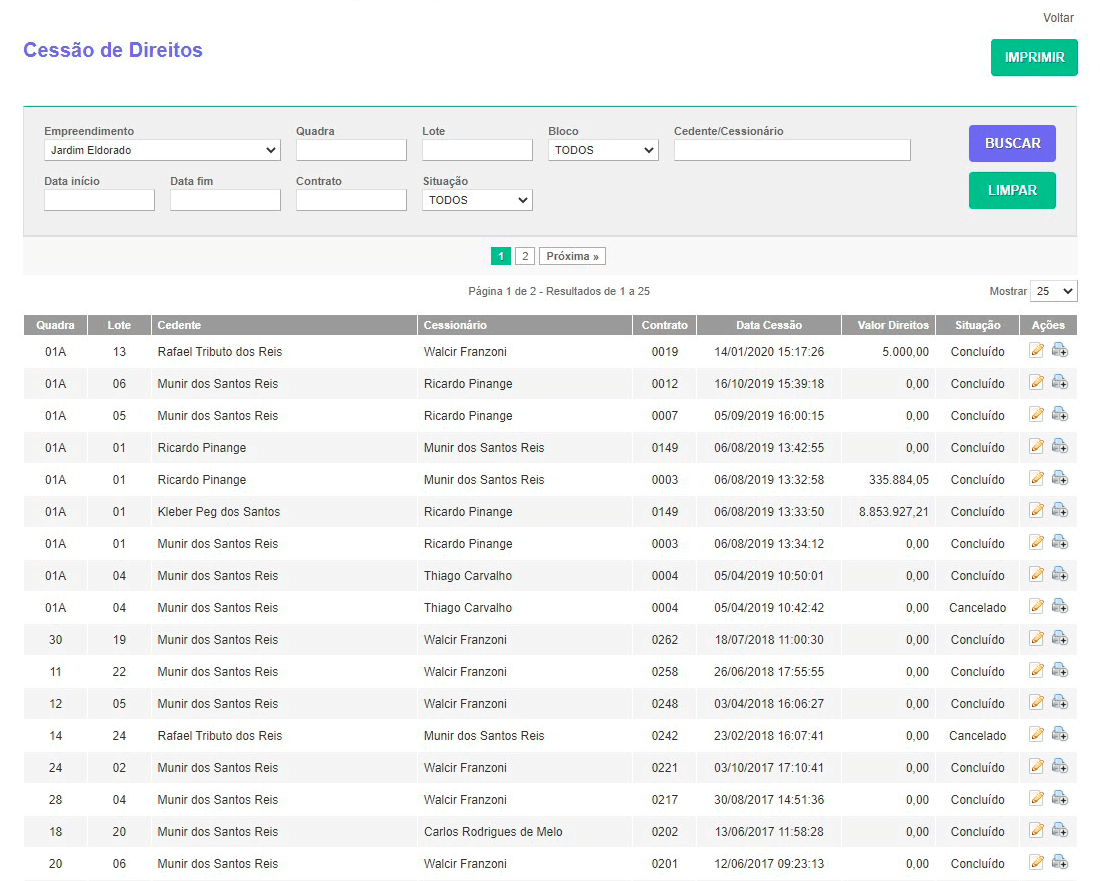 Voltar
Cessão de Direitos
IMPRIMIR
Empreendimento Quadra Lote Bloco Cedente/Cessionário
Jardim Eldorado TODOS
BUSCAR
Data início Data fim Contrato Situação
TODOS
LIMPAR
1 2 Próxima »
Página 1 de 2 - Resultados de 1 a 25
Mostrar 25
Quadra Lote Cedente Cessionário Contrato Data Cessão Valor Direitos Situação Ações
01A 13 Rafael Tributo dos Reis Walcir Franzoni 0019 14/01/2020 15:17:26 5.000,00 Concluído
01A 06 Munir dos Santos Reis Ricardo Pinange 0012 16/10/2019 15:39:18 0,00 Concluído
01A 05 Munir dos Santos Reis Ricardo Pinange 0007 05/09/2019 16:00:15 0,00 Concluído
01A 01 Ricardo Pinange Munir dos Santos Reis 0149 06/08/2019 13:42:55 0,00 Concluído
01A 01 Ricardo Pinange Munir dos Santos Reis 0003 06/08/2019 13:32:58 335.884,05 Concluído
01A 01 Kleber Peg dos Santos Ricardo Pinange 0149 06/08/2019 13:33:50 8.853.927,21 Concluído
01A 01 Munir dos Santos Reis Ricardo Pinange 0003 06/08/2019 13:34:12 0,00 Concluído
01A 04 Munir dos Santos Reis Thiago Carvalho 0004 05/04/2019 10:50:01 0,00 Concluído
01A 04 Munir dos Santos Reis Thiago Carvalho 0004 05/04/2019 10:42:42 0,00 Cancelado
30 19 Munir dos Santos Reis Walcir Franzoni 0262 18/07/2018 11:00:30 0,00 Concluído
11 22 Munir dos Santos Reis Walcir Franzoni 0258 26/06/2018 17:55:55 0,00 Concluído
12 05 Munir dos Santos Reis Walcir Franzoni 0248 03/04/2018 16:06:27 0,00 Concluído
14 24 Rafael Tributo dos Reis Munir dos Santos Reis 0242 23/02/2018 16:07:41 0,00 Cancelado
24 02 Munir dos Santos Reis Walcir Franzoni 0221 03/10/2017 17:10:41 0,00 Concluído
28 04 Munir dos Santos Reis Walcir Franzoni 0217 30/08/2017 14:51:36 0,00 Concluído
18 20 Munir dos Santos Reis Carlos Rodrigues de Melo 0202 13/06/2017 11:58:28 0,00 Concluído
20 06 Munir dos Santos Reis Walcir Franzoni 0201 12/06/2017 09:23:13 0,00 Concluído